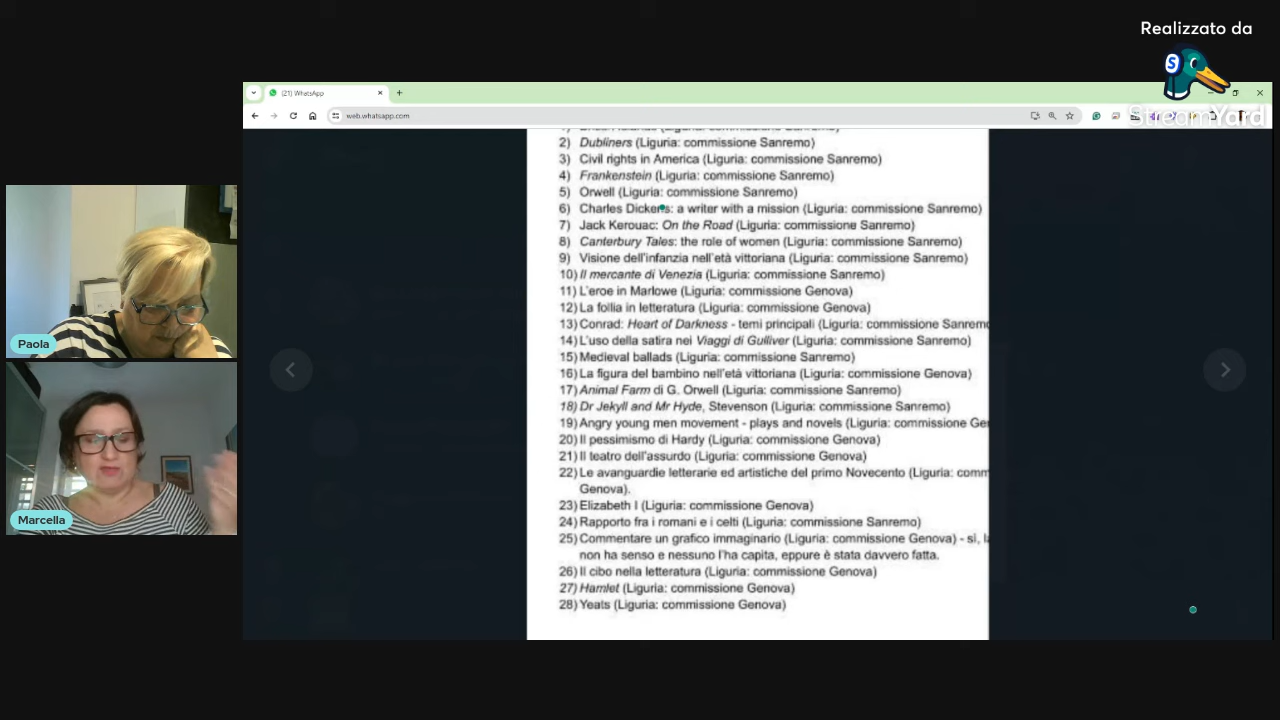 Realizzato da
StreamYard
(21) WhatsApp
web.whatsapp.com
2) Dubliners (Liguria: commissione Sanremo)
3) Civil rights in America (Liguria: commissione Sanremo)
4) Frankenstein (Liguria: commissione Sanremo)
5) Orwell (Liguria: commissione Sanremo)
6) Charles Dickens: a writer with a mission (Liguria: commissione Sanremo)
7) Jack Kerouac: On the Road (Liguria: commissione Sanremo)
8) Canterbury Tales: the role of women (Liguria: commissione Sanremo)
9) Visione dell'infanzia nell'età vittoriana (Liguria: commissione Sanremo)
10) Il mercante di Venezia (Liguria: commissione Sanremo)
11) L'eroe in Marlowe (Liguria: commissione Genova)
12) La follia in letteratura (Liguria: commissione Genova)
13) Conrad: Heart of Darkness - temi principali (Liguria: commissione Sanremo
14) L'uso della satira nei Viaggi di Gulliver (Liguria: commissione Sanremo)
15) Medieval ballads (Liguria: commissione Sanremo)
16) La figura del bambino nell'età vittoriana (Liguria: commissione Genova)
17) Animal Farm di G. Orwell (Liguria: commissione Sanremo)
18) Dr Jekyll and Mr Hyde, Stevenson (Liguria: commissione Sanremo)
19) Angry young men movement - plays and novels (Liguria: commissione Ge
20) Il pessimismo di Hardy (Liguria: commissione Genova)
21) Il teatro dell'assurdo (Liguria: commissione Genova)
22) Le avanguardie letterarie ed artistiche del primo Novecento (Liguria: comm
Genova).
23) Elizabeth I (Liguria: commissione Genova)
24) Rapporto fra i romani e i celti (Liguria: commissione Sanremo)
25) Commentare un grafico immaginario (Liguria: commissione Genova) - sì, l
non ha senso e nessuno l'ha capita, eppure è stata davvero fatta.
26) Il cibo nella letteratura (Liguria: commissione Genova)
27) Hamlet (Liguria: commissione Genova)
28) Yeats (Liguria: commissione Genova)
Paola
Marcella